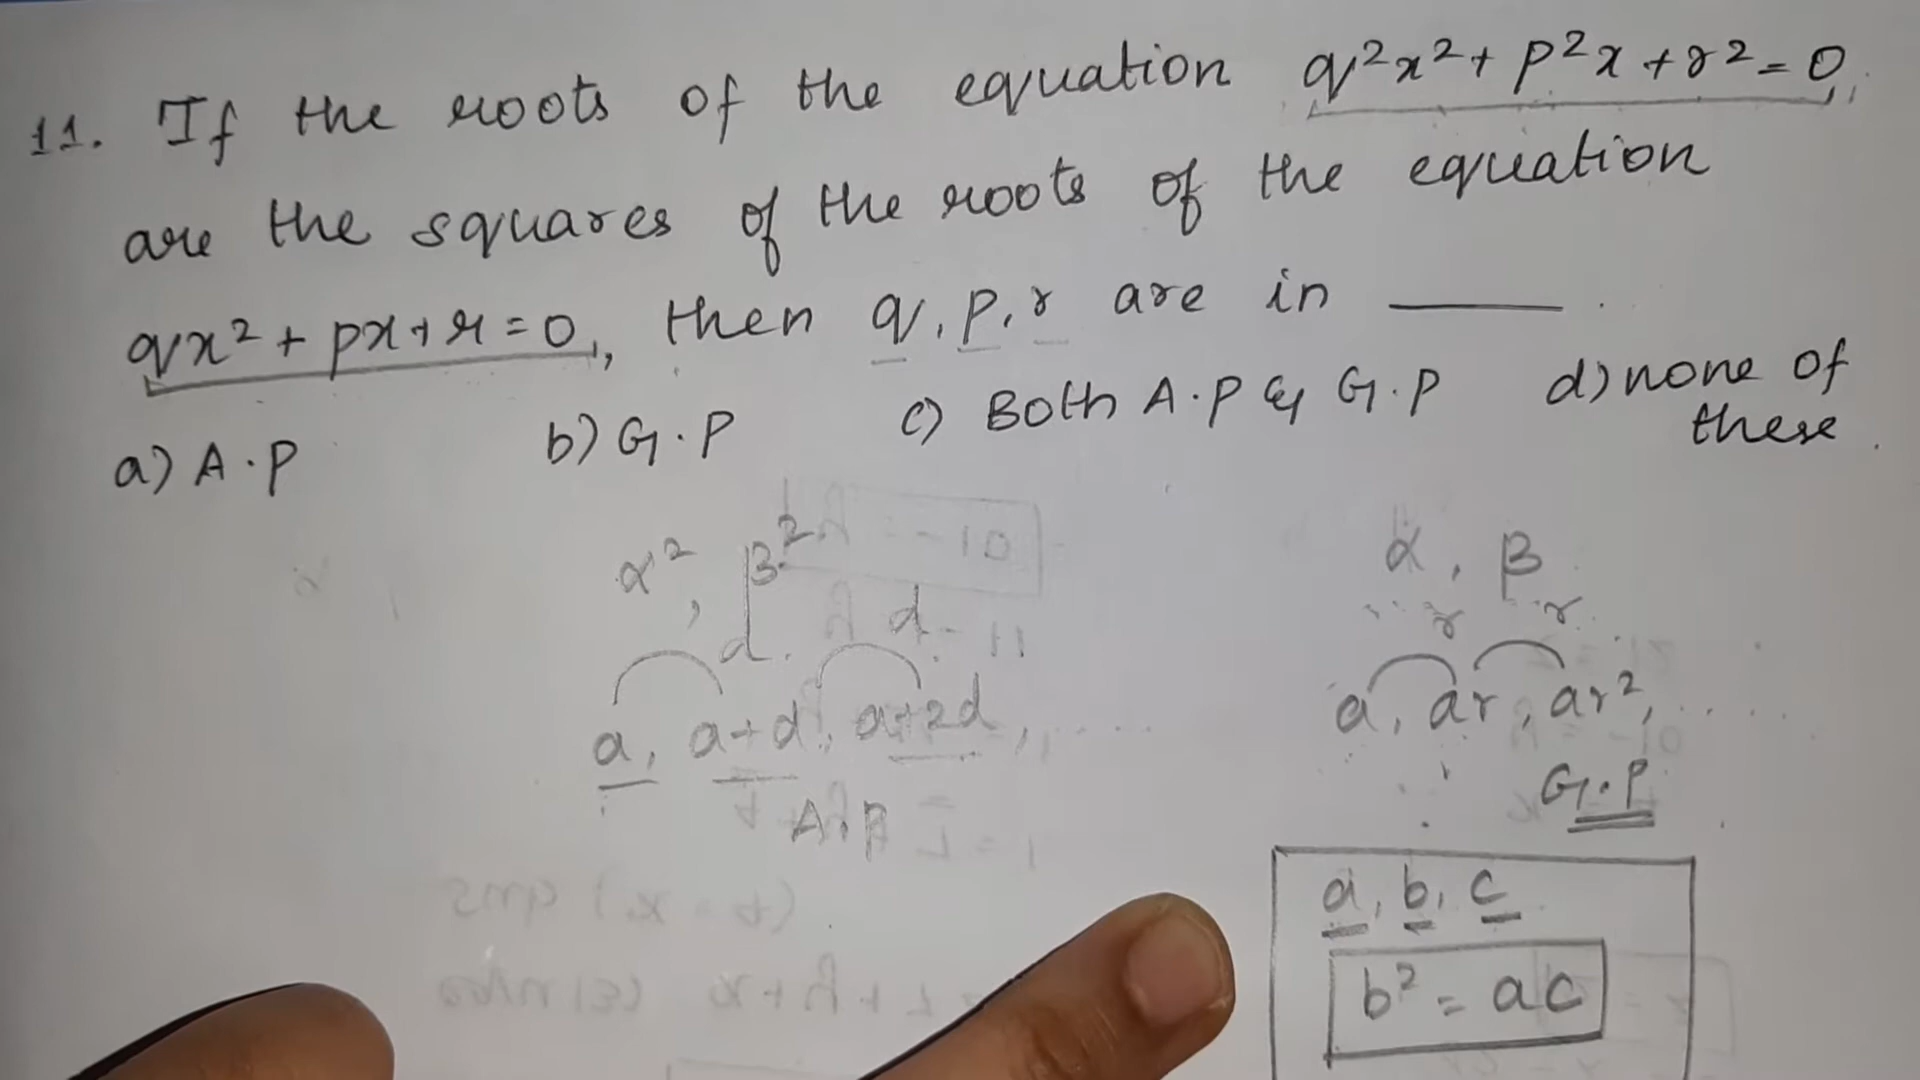 11. If the roots of the equation q²x² + p²x + r² = 0,
are the squares of the roots of the equation
qx² + px + r = 0, then q, p, r are in ______.
a) A.P b) G.P c) Both A.P & G.P d) none of
these.
α², β² α, β
d d r r
a, a+d, a+2d, .... a, ar, ar², ....
A.P G.P
a, b, c
b² = ac